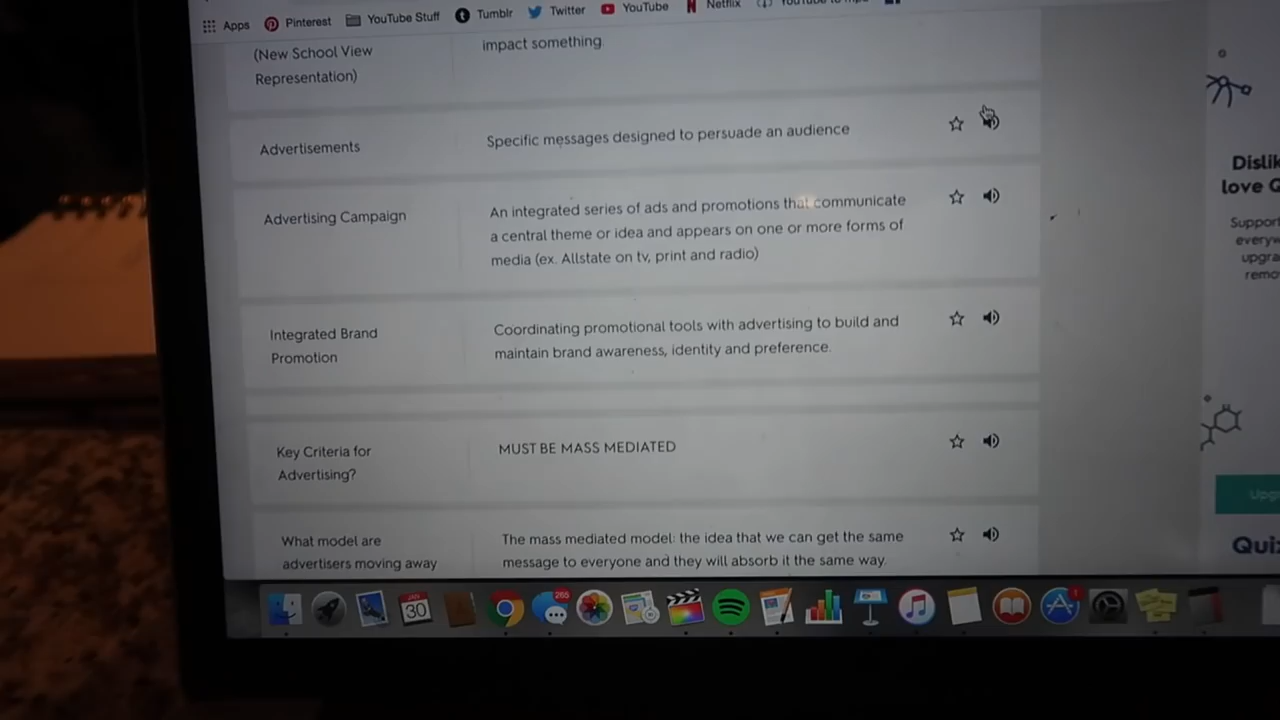 Apps Pinterest YouTube Stuff Tumblr Twitter YouTube Netflix
(New School View
Representation)
impact something.
Advertisements
Specific messages designed to persuade an audience
Advertising Campaign
An integrated series of ads and promotions that communicate
a central theme or idea and appears on one or more forms of
media (ex. Allstate on tv, print and radio)
Integrated Brand
Promotion
Coordinating promotional tools with advertising to build and
maintain brand awareness, identity and preference.
Key Criteria for
Advertising?
MUST BE MASS MEDIATED
What model are
advertisers moving away
The mass mediated model: the idea that we can get the same
message to everyone and they will absorb it the same way.
love
JAN
30
265
1